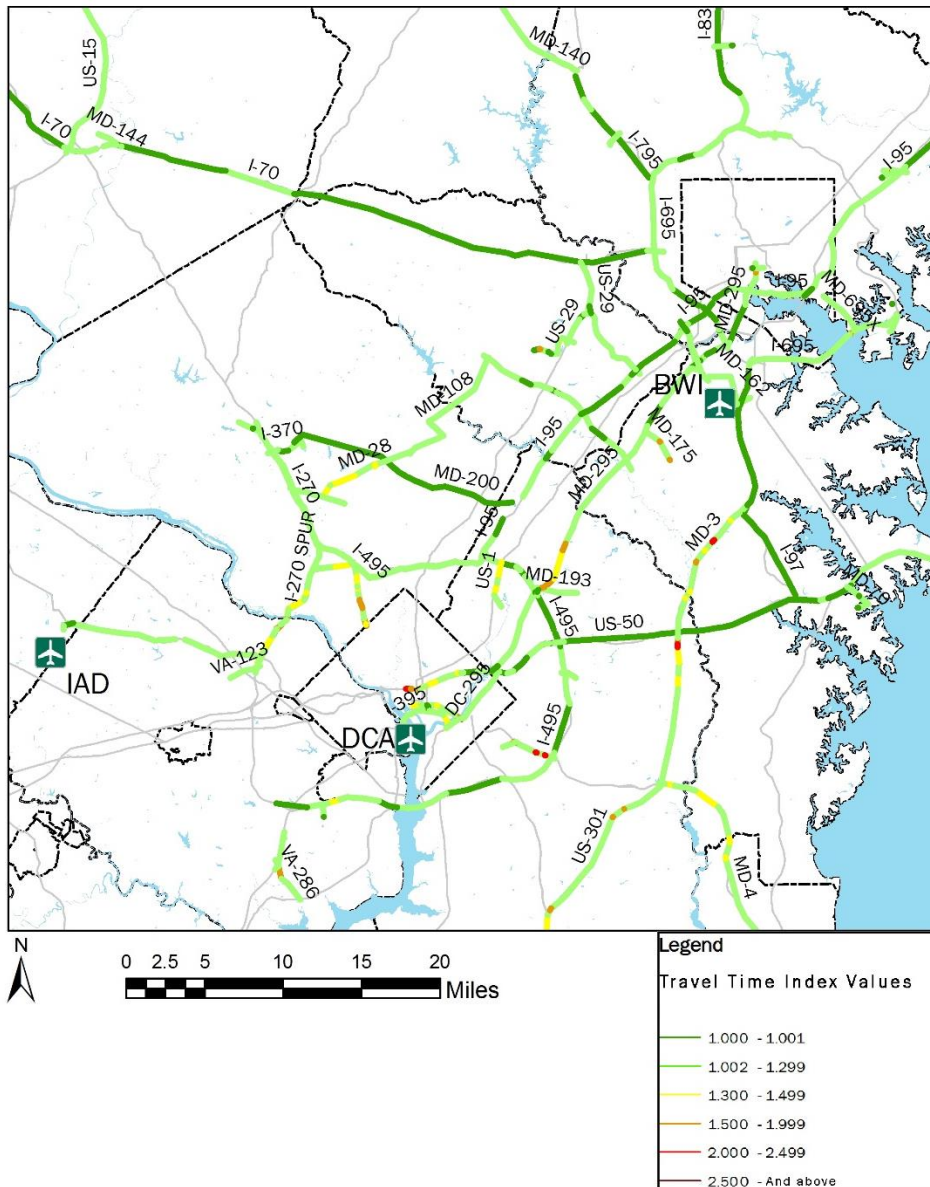 I-83
MD-140
US-15
I-70
MD-144
I-795
I-95
I-70
I-695
US-29
MD-295
I-95
MD-695X
I-95
US-29
I-695
MD-162
MD-108
BWI
I-370
MD-28
I-95
MD-175
I-270
MD-200
MD-295
I-95
MD-3
I-270 SPUR
I-495
US-1
MD-193
I-97
I-495
US-50
VA-123
IAD
395
DC-295
DCA
I-495
US-301
VA-286
MD-4
N
0 2.5 5 10 15 20
Miles
Legend
Travel Time Index Values
1.000 - 1.001
1.002 - 1.299
1.300 - 1.499
1.500 - 1.999
2.000 - 2.499
2.500 - And above